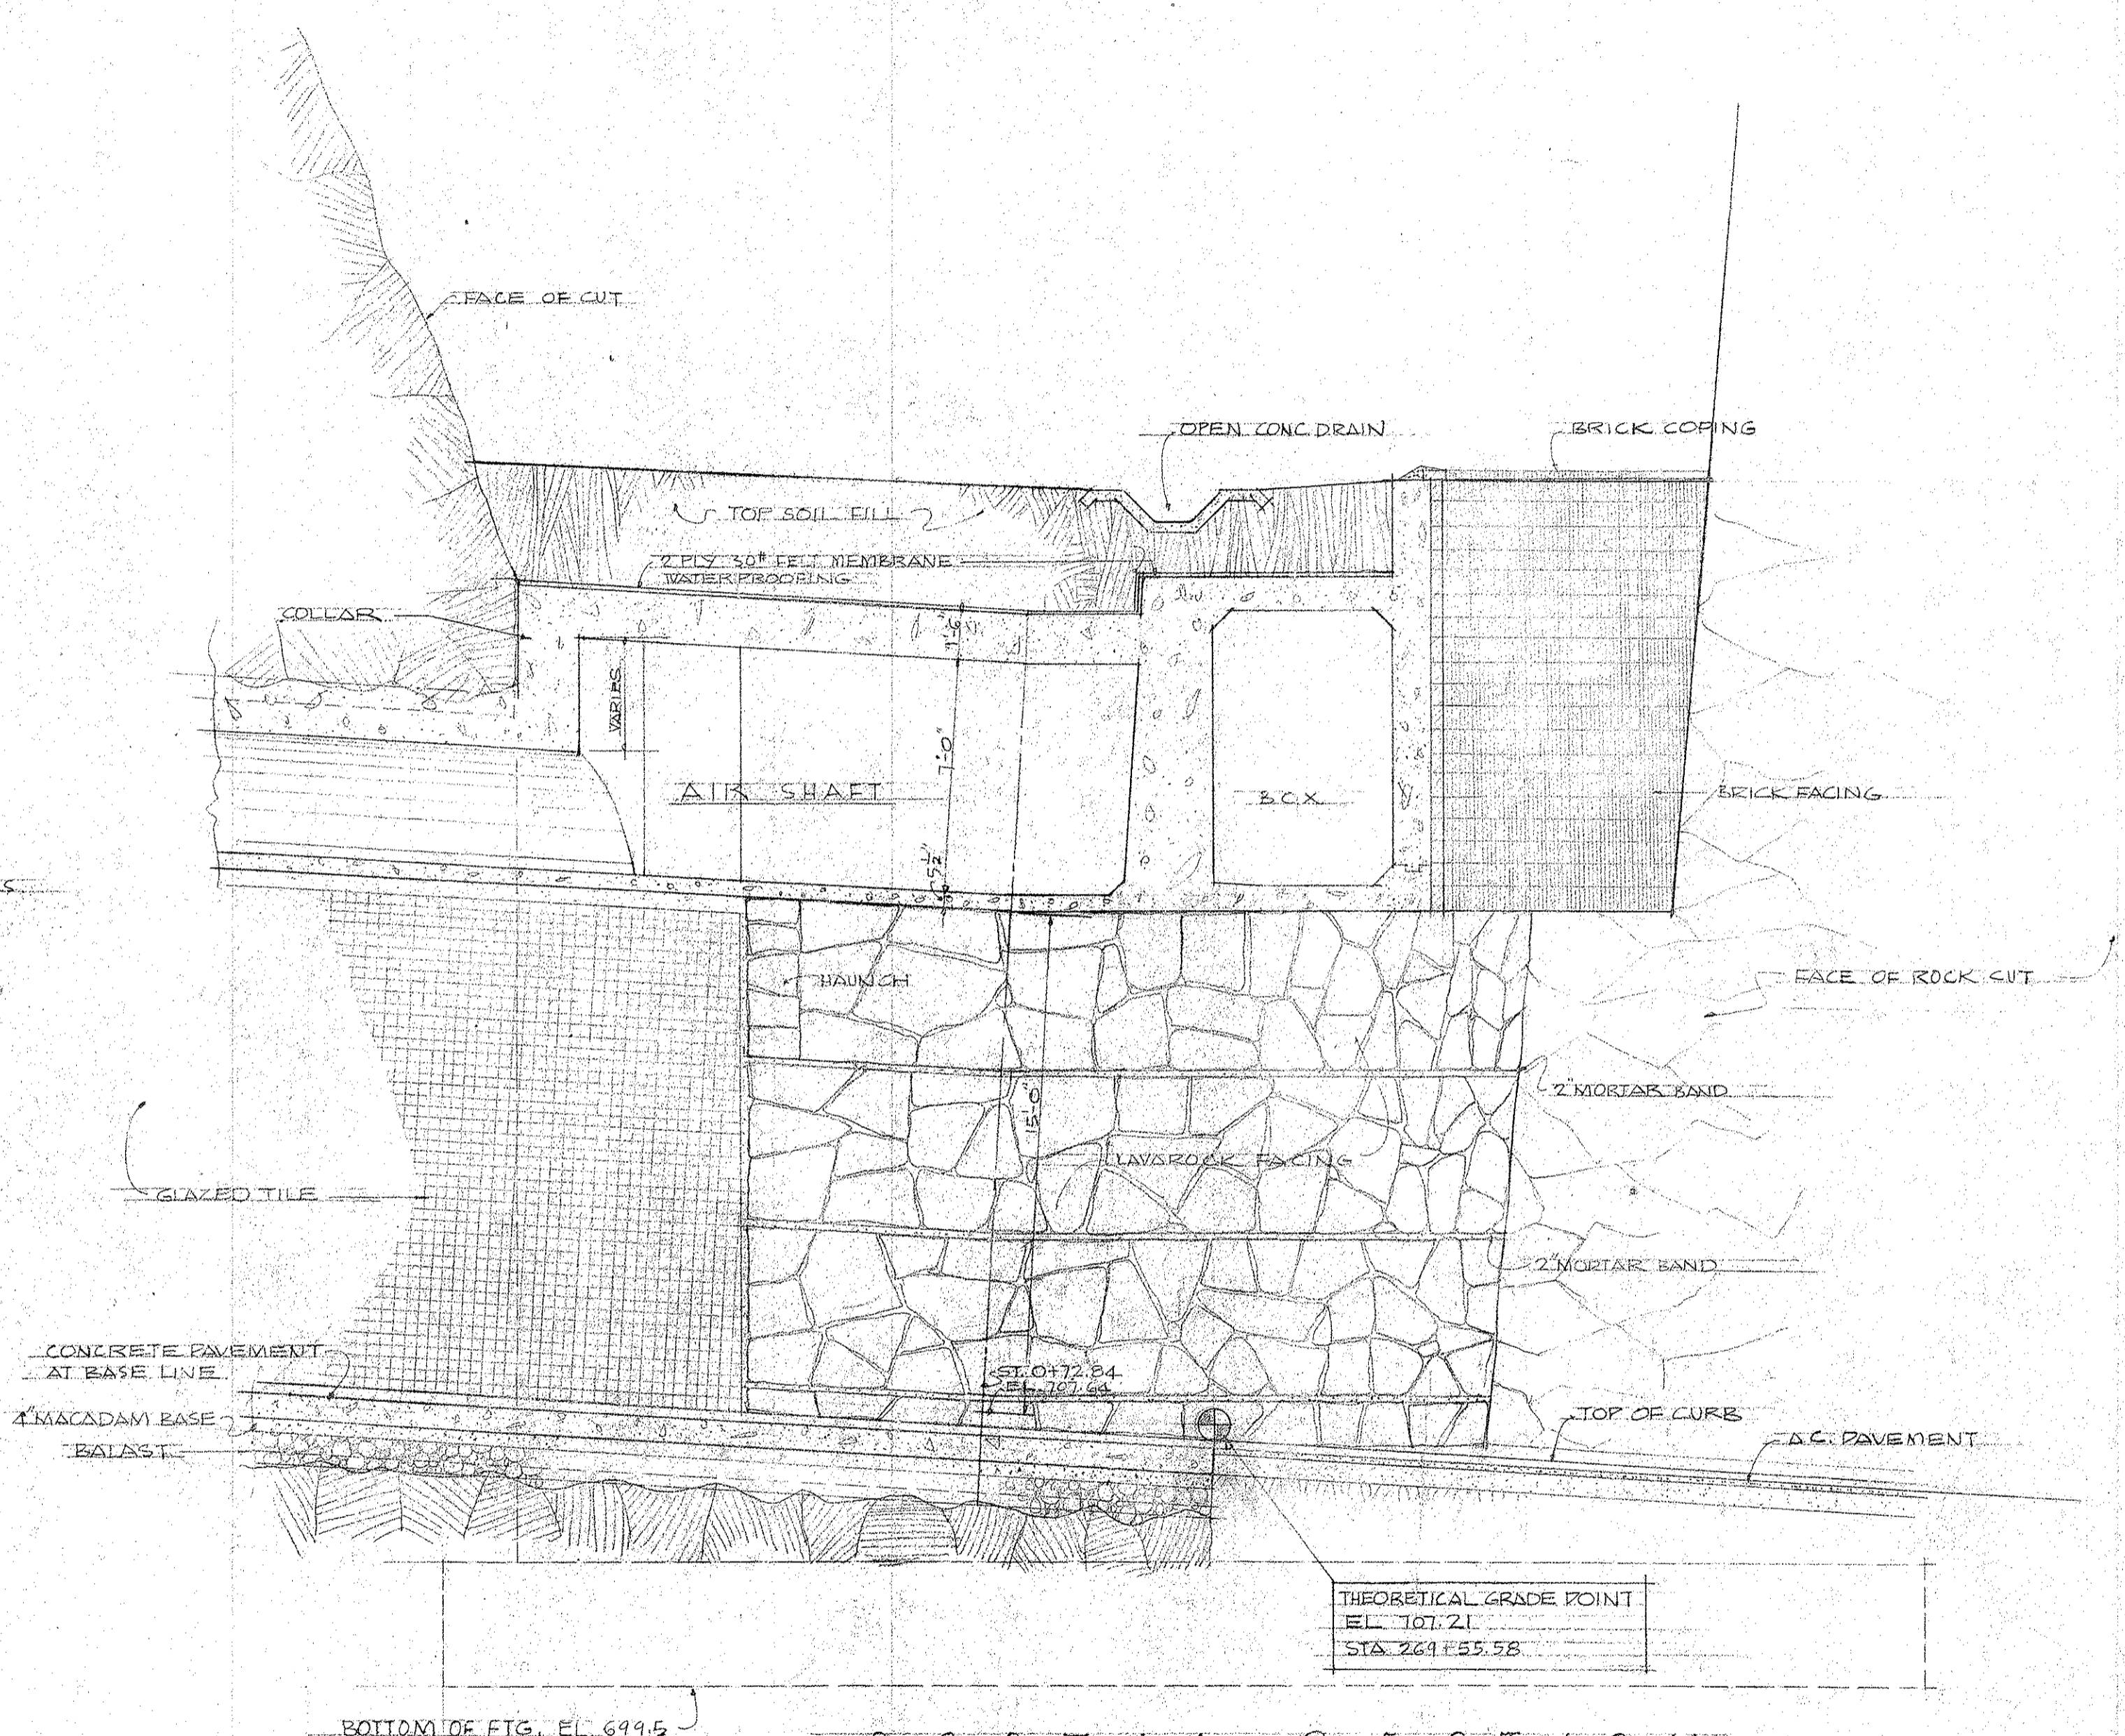 FACE OF CUT
OPEN CONC. DRAIN
BRICK COPING
TOP SOIL FILL
2 PLY 30# FELT MEMBRANE
WATERPROOFING
COLLAR
1'-6"
VARIES
7'-0"
AIR SHAFT
BOX
BRICK FACING
5½"
S.
HAUNCH
FACE OF ROCK CUT
2" MORTAR BAND
15'-0"
LAVAROCK FACING
GLAZED TILE
2" MORTAR BAND
CONCRETE PAVEMENT
AT BASE LINE
ST. 0+72.84
EL. 707.64
4" MACADAM BASE
BALAST
TOP OF CURB
A.C. PAVEMENT
THEORETICAL GRADE POINT
EL 707.21
STA 269+55.58
BOTTOM OF FTG. EL. 699.5